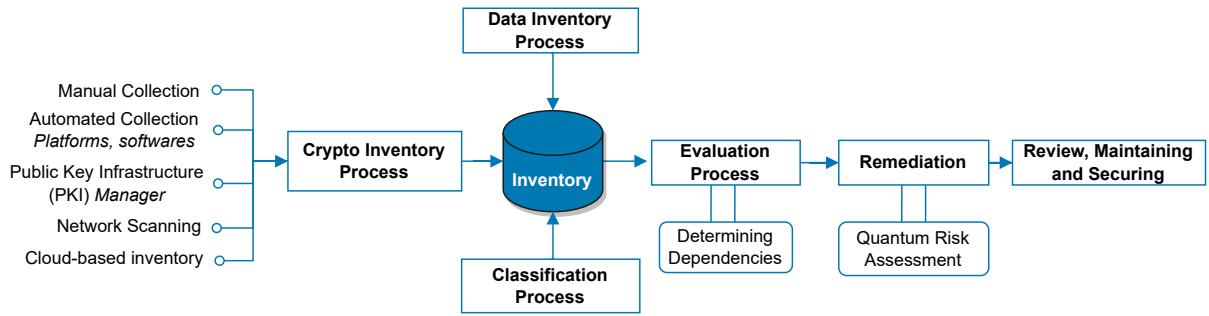 Data Inventory
Process
Manual Collection
Automated Collection
Platforms, softwares
Public Key Infrastructure
(PKI) Manager
Network Scanning
Cloud-based inventory
Crypto Inventory
Process
Inventory
Classification
Process
Evaluation
Process
Determining
Dependencies
Remediation
Quantum Risk
Assessment
Review, Maintaining
and Securing